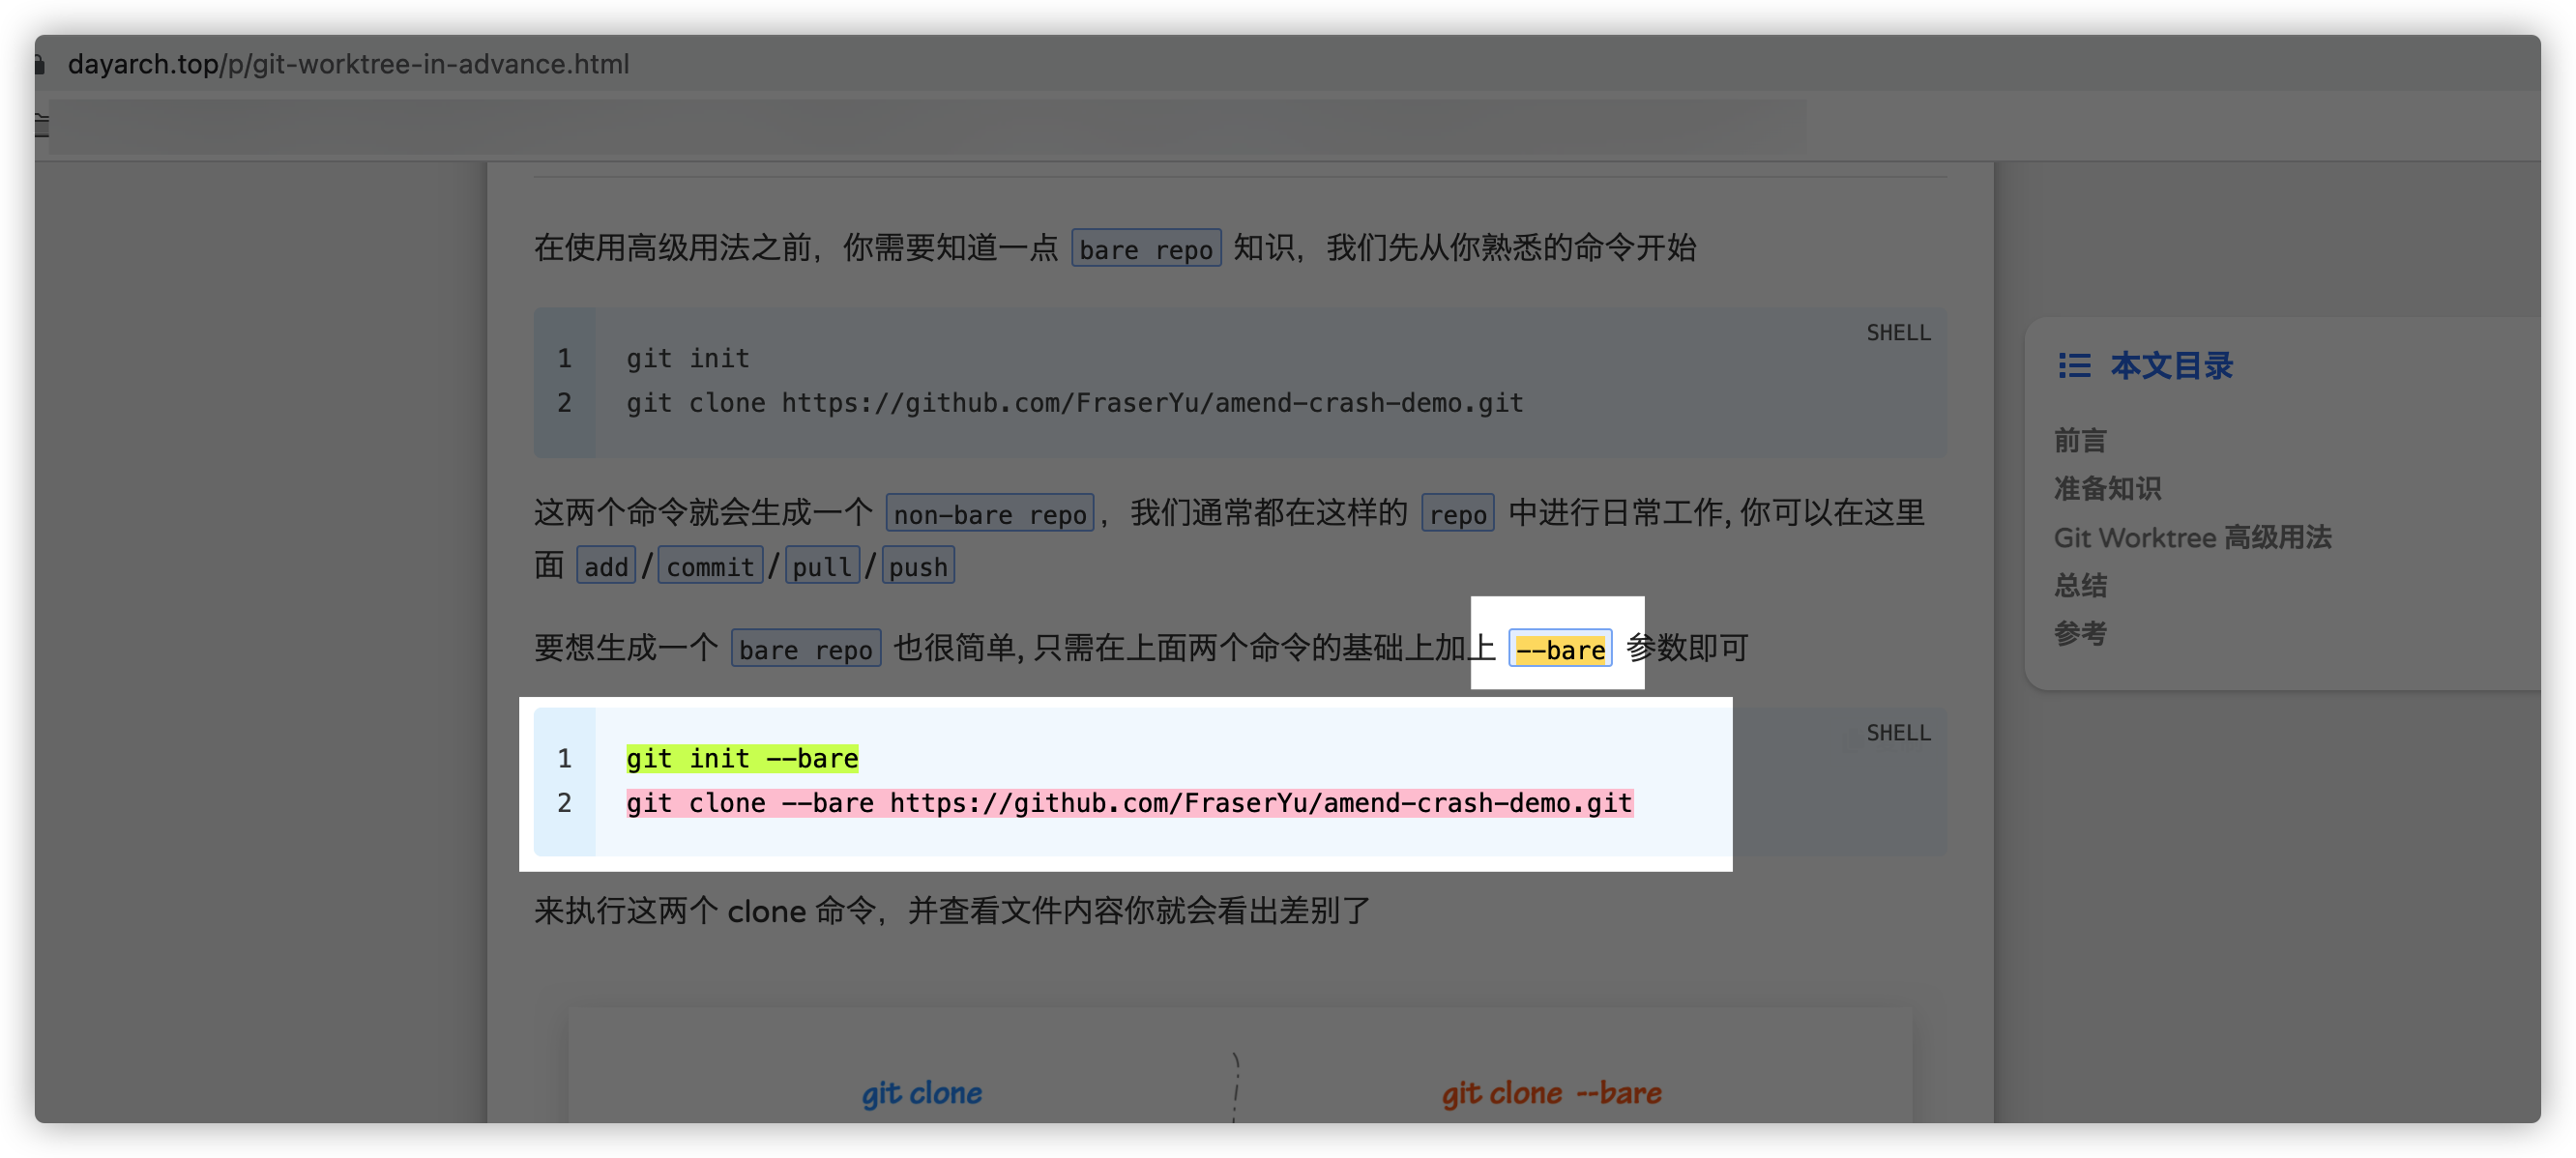 dayarch.top/p/git-worktree-in-advance.html
在使用高级用法之前，你需要知道一点 bare repo 知识，我们先从你熟悉的命令开始
SHELL
1 git init
2 git clone https://github.com/FraserYu/amend-crash-demo.git
这两个命令就会生成一个 non-bare repo，我们通常都在这样的 repo 中进行日常工作, 你可以在这里
面 add/commit/pull/push
要想生成一个 bare repo 也很简单, 只需在上面两个命令的基础上加上 --bare 参数即可
SHELL
1 git init --bare
2 git clone --bare https://github.com/FraserYu/amend-crash-demo.git
来执行这两个 clone 命令，并查看文件内容你就会看出差别了
git clone
git clone --bare
本文目录
前言
准备知识
Git Worktree 高级用法
总结
参考